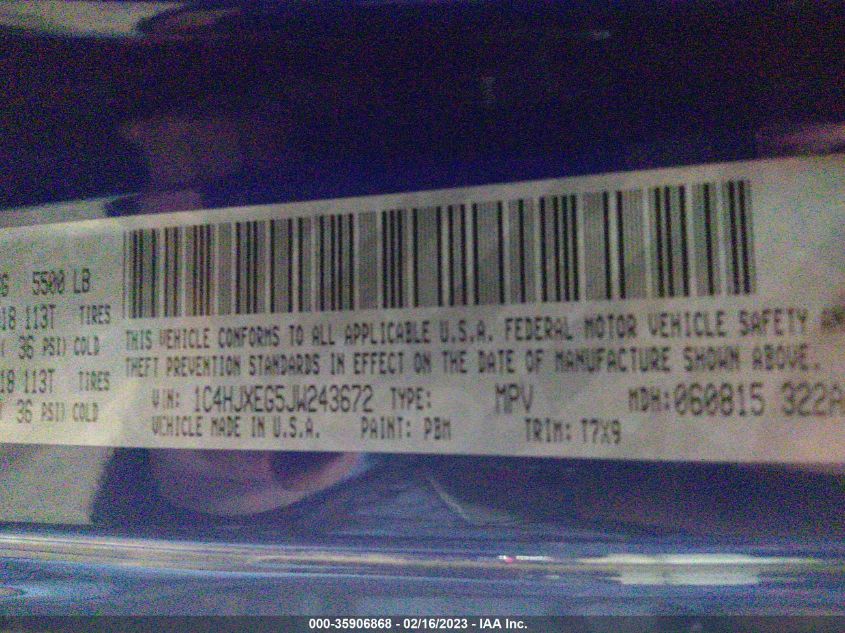 5500 LB
18 113T TIRES
36 PSI) COLD
18 113T TIRES
36 PSI) COLD
THIS VEHICLE CONFORMS TO ALL APPLICABLE U.S.A. FEDERAL MOTOR VEHICLE SAFETY AND
THEFT PREVENTION STANDARDS IN EFFECT ON THE DATE OF MANUFACTURE SHOWN ABOVE.
VIN: 1C4HJXEG5JW243672 TYPE: MPV MDH:060815 322A
VEHICLE MADE IN U.S.A. PAINT: PBM TRIM: T7X9
000-35906868 - 02/16/2023 - IAA Inc.